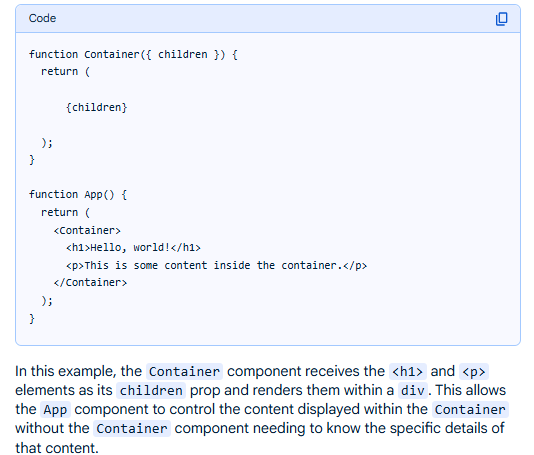 Code
function Container({ children }) {
  return (
      {children}
  );
}
function App() {
  return (
    <Container>
      <h1>Hello, world!</h1>
      <p>This is some content inside the container.</p>
    </Container>
  );
}
In this example, the Container component receives the <h1> and <p>
elements as its children prop and renders them within a div. This allows
the App component to control the content displayed within the Container
without the Container component needing to know the specific details of
that content.